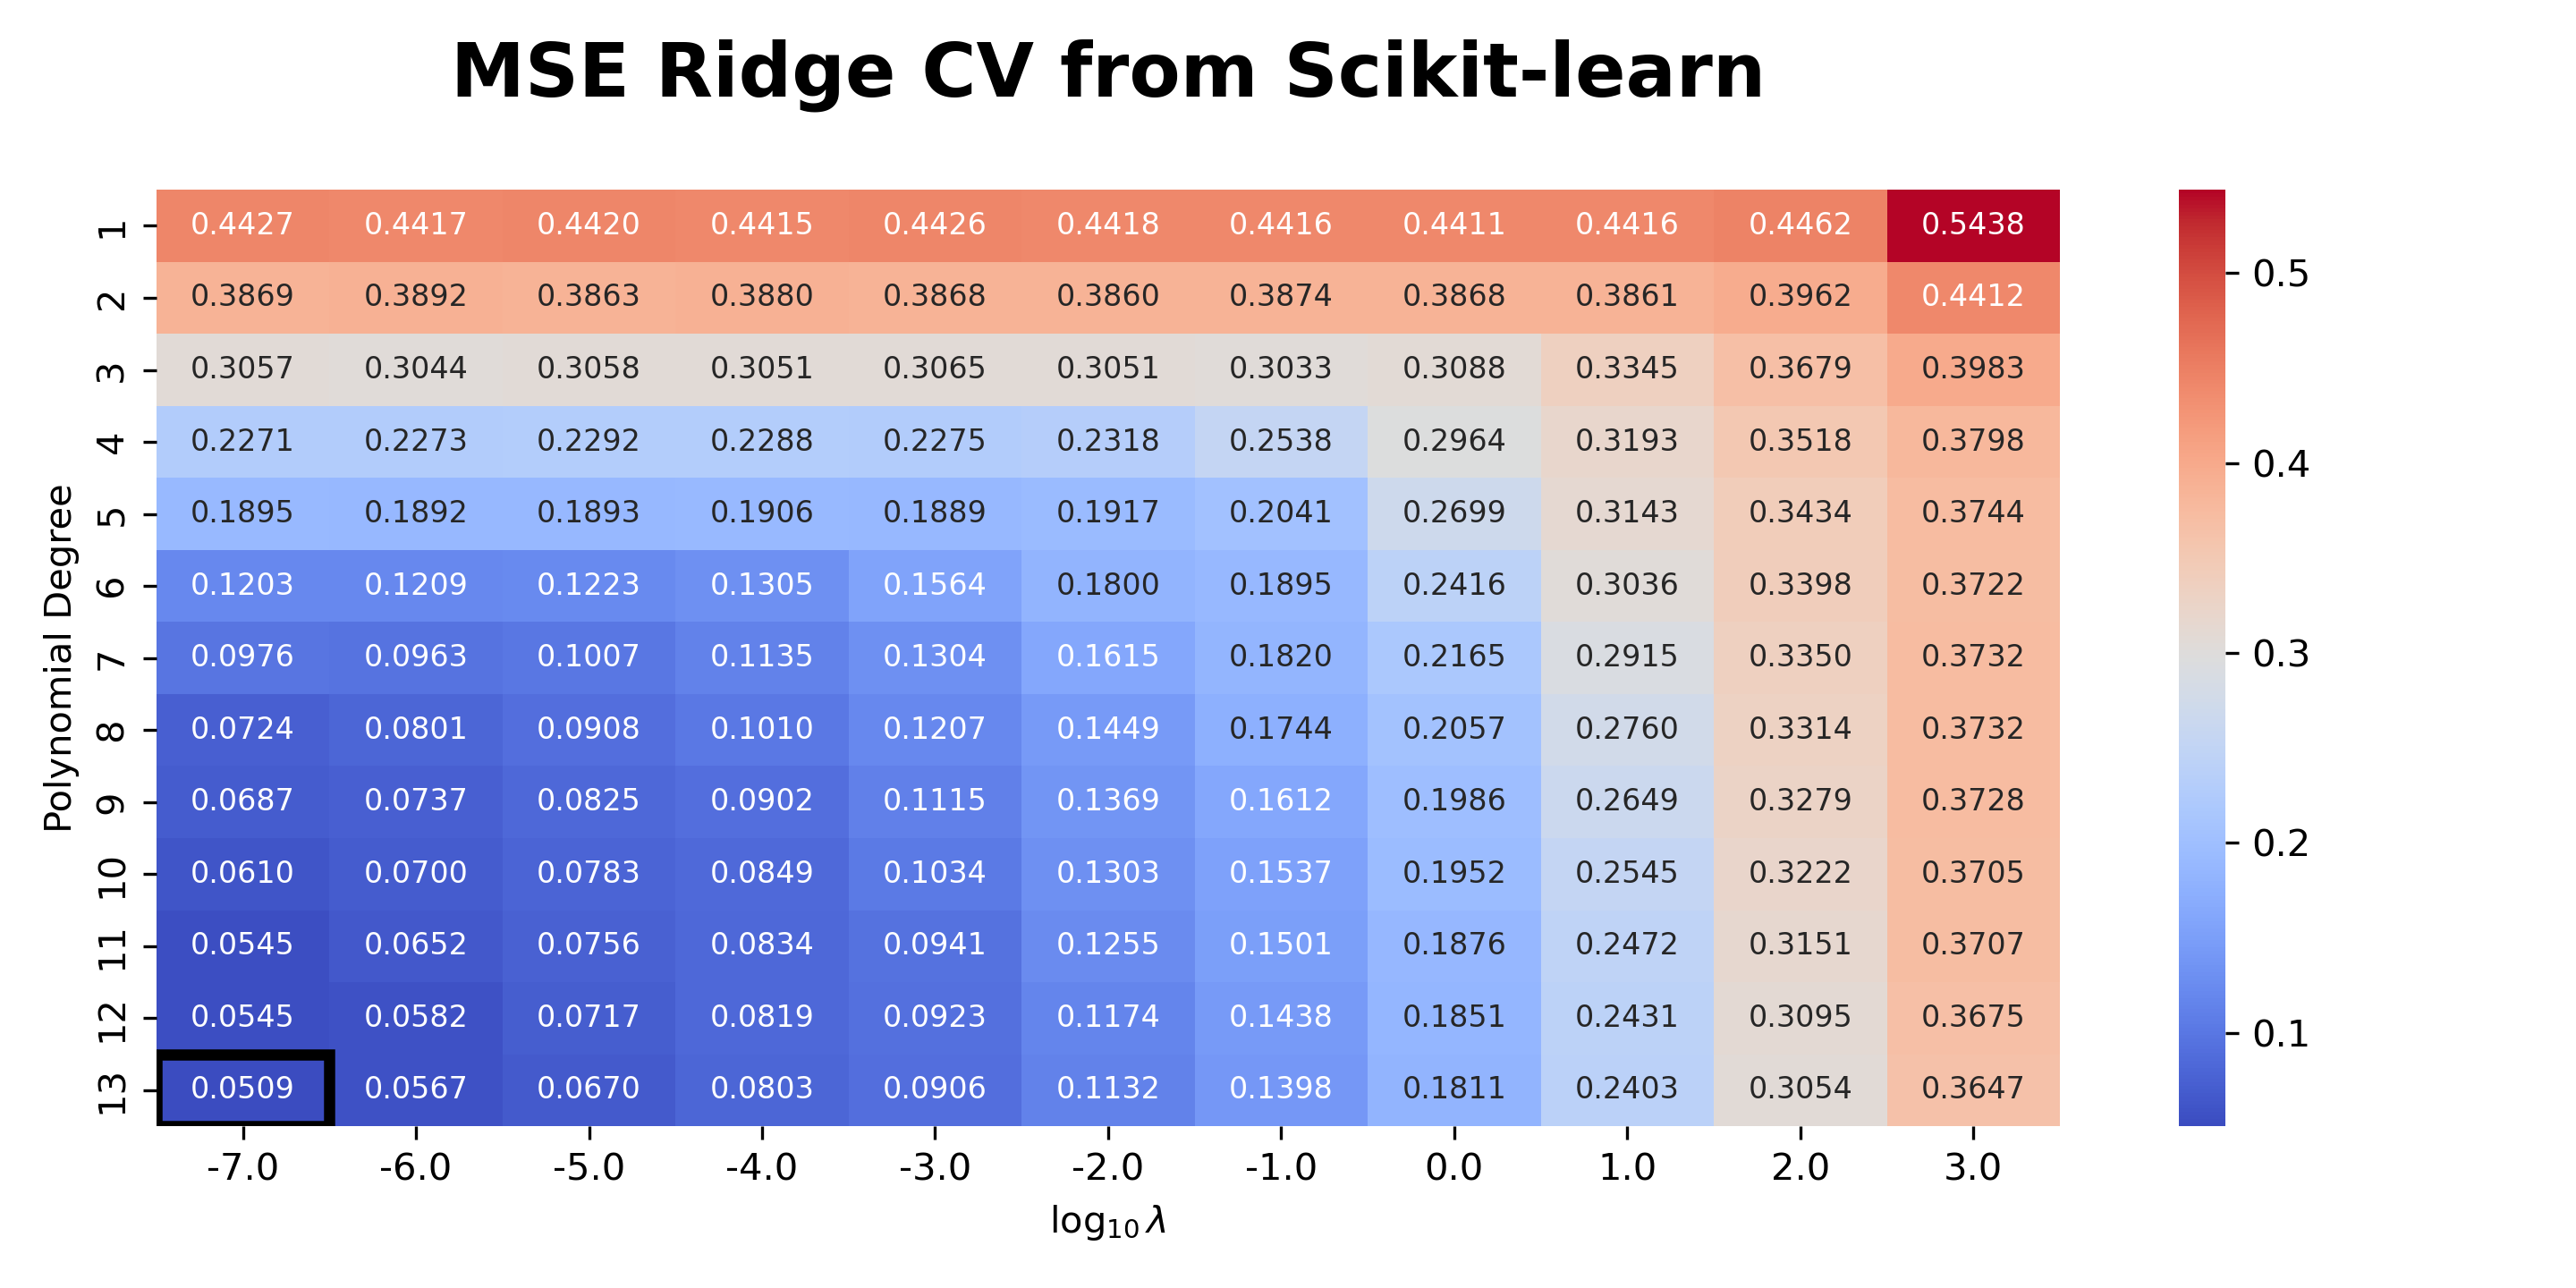 MSE Ridge CV from Scikit-learn
Polynomial Degree
1 0.4427 0.4417 0.4420 0.4415 0.4426 0.4418 0.4416 0.4411 0.4416 0.4462 0.5438
2 0.3869 0.3892 0.3863 0.3880 0.3868 0.3860 0.3874 0.3868 0.3861 0.3962 0.4412
3 0.3057 0.3044 0.3058 0.3051 0.3065 0.3051 0.3033 0.3088 0.3345 0.3679 0.3983
4 0.2271 0.2273 0.2292 0.2288 0.2275 0.2318 0.2538 0.2964 0.3193 0.3518 0.3798
5 0.1895 0.1892 0.1893 0.1906 0.1889 0.1917 0.2041 0.2699 0.3143 0.3434 0.3744
6 0.1203 0.1209 0.1223 0.1305 0.1564 0.1800 0.1895 0.2416 0.3036 0.3398 0.3722
7 0.0976 0.0963 0.1007 0.1135 0.1304 0.1615 0.1820 0.2165 0.2915 0.3350 0.3732
8 0.0724 0.0801 0.0908 0.1010 0.1207 0.1449 0.1744 0.2057 0.2760 0.3314 0.3732
9 0.0687 0.0737 0.0825 0.0902 0.1115 0.1369 0.1612 0.1986 0.2649 0.3279 0.3728
10 0.0610 0.0700 0.0783 0.0849 0.1034 0.1303 0.1537 0.1952 0.2545 0.3222 0.3705
11 0.0545 0.0652 0.0756 0.0834 0.0941 0.1255 0.1501 0.1876 0.2472 0.3151 0.3707
12 0.0545 0.0582 0.0717 0.0819 0.0923 0.1174 0.1438 0.1851 0.2431 0.3095 0.3675
13 0.0509 0.0567 0.0670 0.0803 0.0906 0.1132 0.1398 0.1811 0.2403 0.3054 0.3647
-7.0 -6.0 -5.0 -4.0 -3.0 -2.0 -1.0 0.0 1.0 2.0 3.0
log₁₀ λ
0.5
0.4
0.3
0.2
0.1